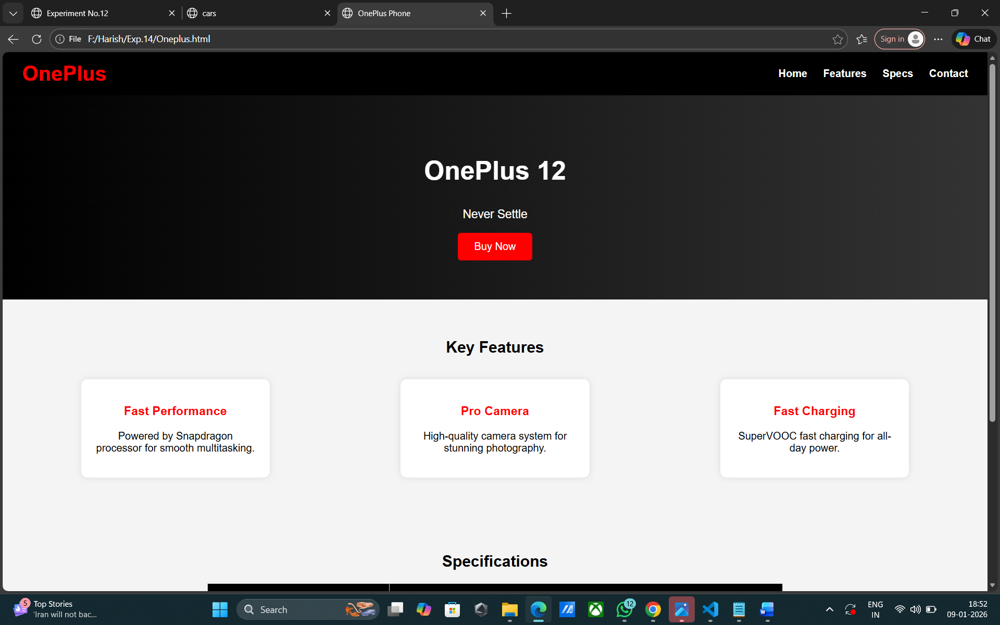 Experiment No.12
cars
OnePlus Phone
File F:/Harish/Exp.14/Oneplus.html
Sign in
Chat
OnePlus
Home Features Specs Contact
OnePlus 12
Never Settle
Buy Now
Key Features
Fast Performance
Powered by Snapdragon
processor for smooth multitasking.
Pro Camera
High-quality camera system for
stunning photography.
Fast Charging
SuperVOOC fast charging for all-
day power.
Specifications
5
Top Stories
'Iran will not bac...
Search
12
W
ENG
IN
18:52
09-01-2026